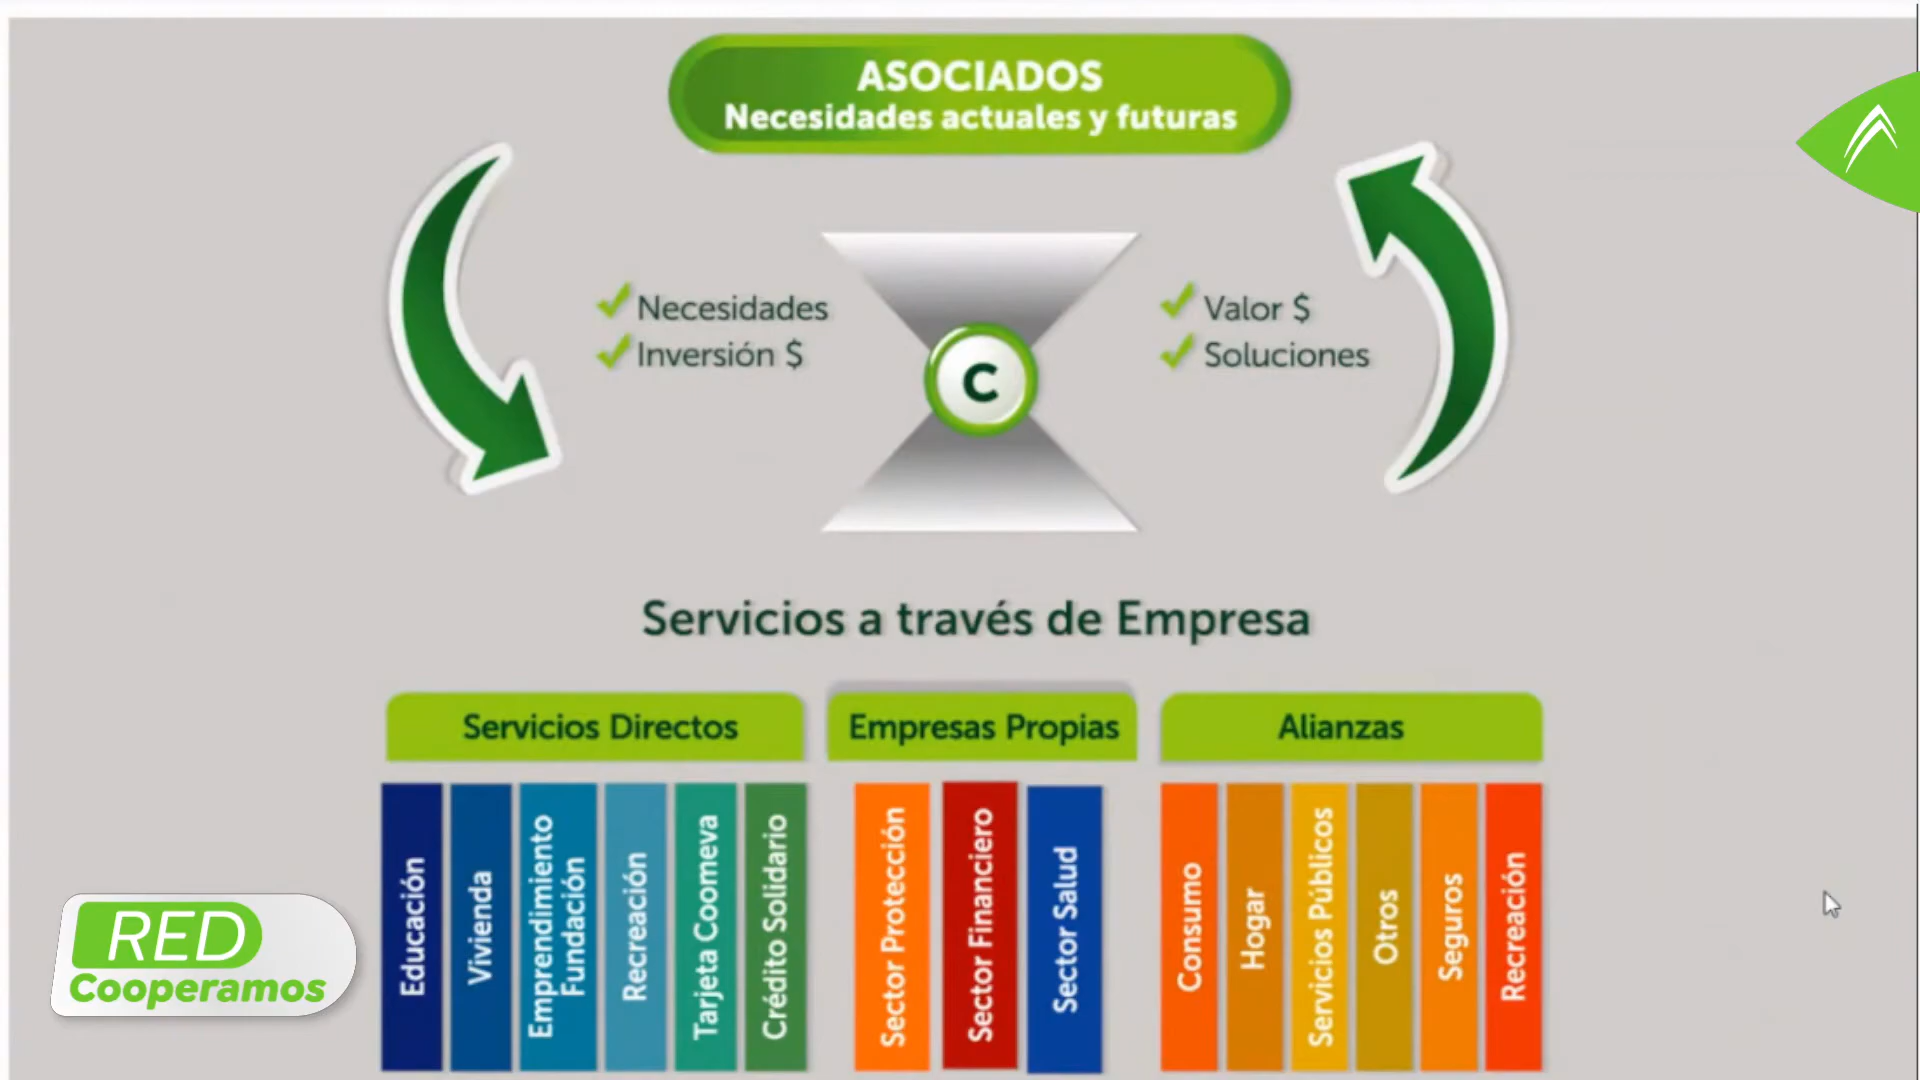 ASOCIADOS
Necesidades actuales y futuras
Necesidades
Inversión $
C
Valor $
Soluciones
Servicios a través de Empresa
Servicios Directos
Empresas Propias
Alianzas
Educación
Vivienda
Emprendimiento
Fundación
Recreación
Tarjeta Coomeva
Crédito Solidario
Sector Protección
Sector Financiero
Sector Salud
Consumo
Hogar
Servicios Públicos
Otros
Seguros
Recreación
RED
Cooperamos